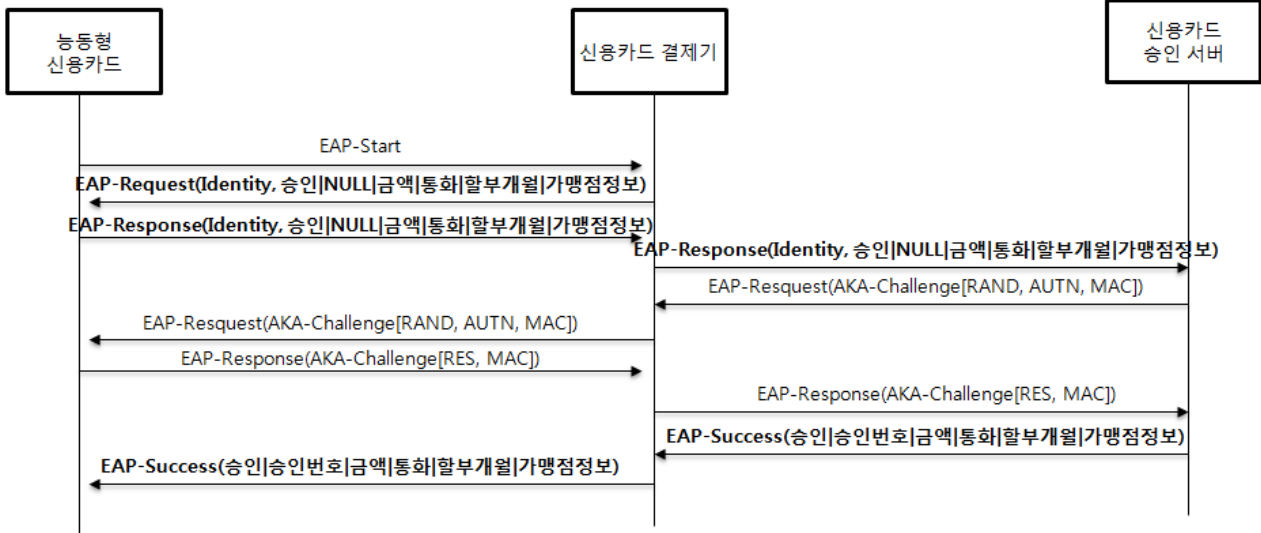 능동형
신용카드
신용카드 결제기
신용카드
승인 서버
EAP-Start
EAP-Request(Identity, 승인|NULL|금액|통화|할부개월|가맹점정보)
EAP-Response(Identity, 승인|NULL|금액|통화|할부개월|가맹점정보)
EAP-Response(Identity, 승인|NULL|금액|통화|할부개월|가맹점정보)
EAP-Resquest(AKA-Challenge[RAND, AUTN, MAC])
EAP-Resquest(AKA-Challenge[RAND, AUTN, MAC])
EAP-Response(AKA-Challenge[RES, MAC])
EAP-Response(AKA-Challenge[RES, MAC])
EAP-Success(승인|승인번호|금액|통화|할부개월|가맹점정보)
EAP-Success(승인|승인번호|금액|통화|할부개월|가맹점정보)